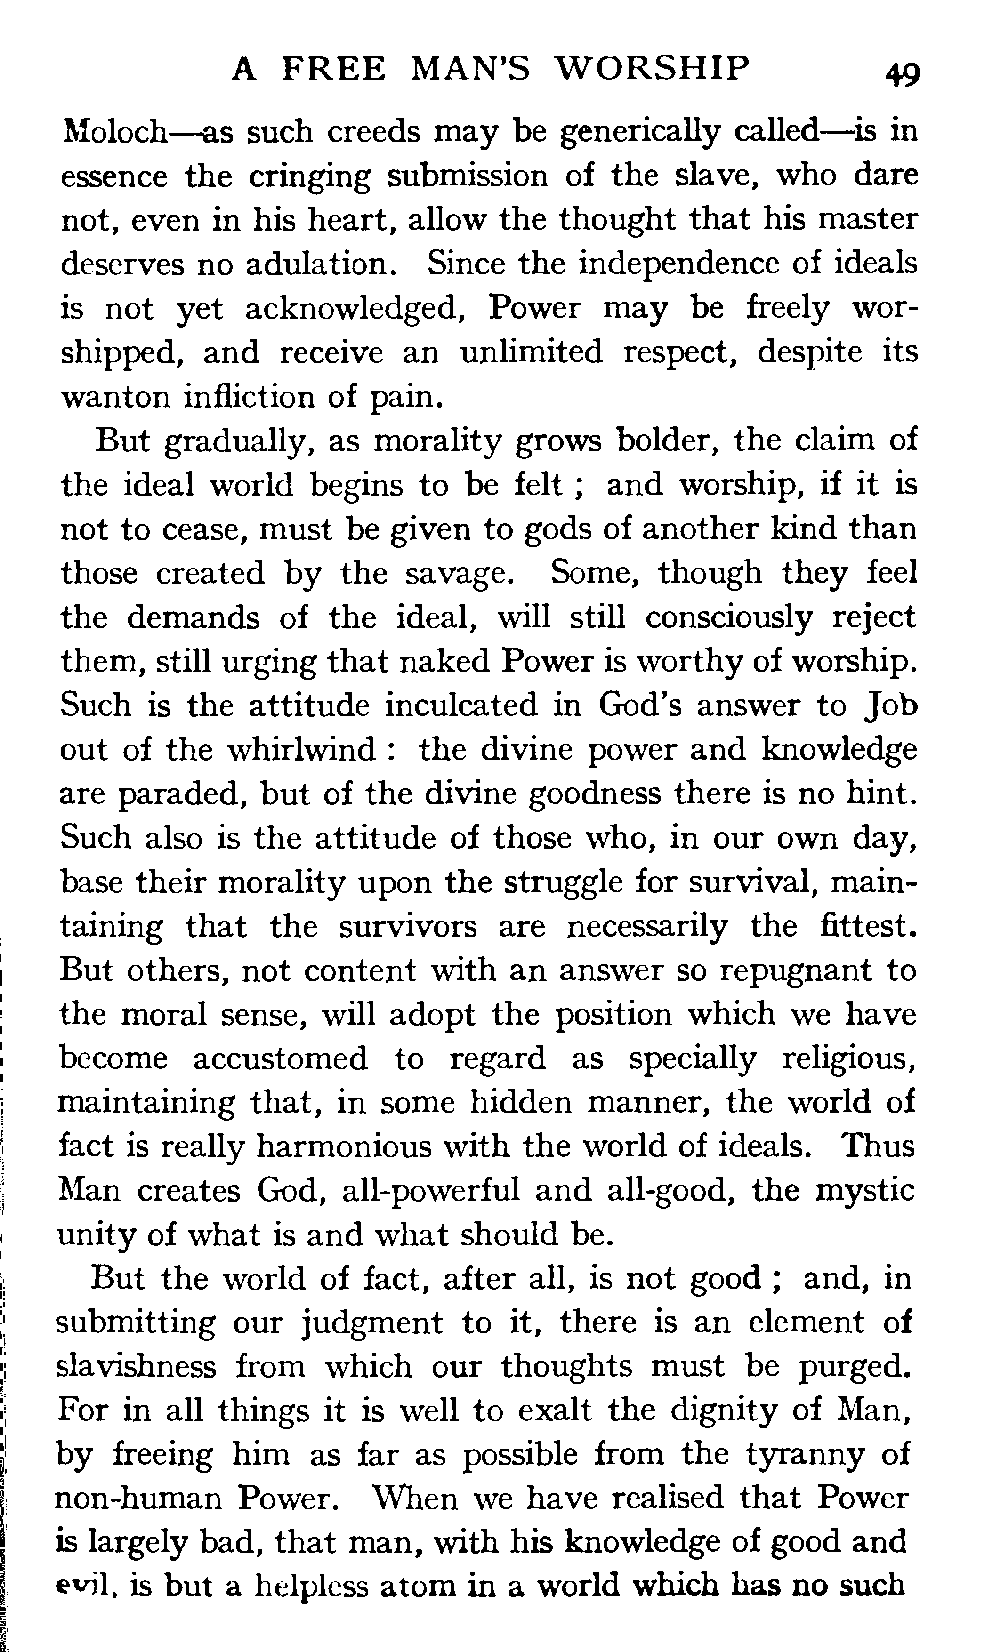 A FREE MAN'S WORSHIP 49
Moloch—as such creeds may be generically called—is in
essence the cringing submission of the slave, who dare
not, even in his heart, allow the thought that his master
deserves no adulation. Since the independence of ideals
is not yet acknowledged, Power may be freely wor-
shipped, and receive an unlimited respect, despite its
wanton infliction of pain.
But gradually, as morality grows bolder, the claim of
the ideal world begins to be felt ; and worship, if it is
not to cease, must be given to gods of another kind than
those created by the savage. Some, though they feel
the demands of the ideal, will still consciously reject
them, still urging that naked Power is worthy of worship.
Such is the attitude inculcated in God's answer to Job
out of the whirlwind : the divine power and knowledge
are paraded, but of the divine goodness there is no hint.
Such also is the attitude of those who, in our own day,
base their morality upon the struggle for survival, main-
taining that the survivors are necessarily the fittest.
But others, not content with an answer so repugnant to
the moral sense, will adopt the position which we have
become accustomed to regard as specially religious,
maintaining that, in some hidden manner, the world of
fact is really harmonious with the world of ideals. Thus
Man creates God, all-powerful and all-good, the mystic
unity of what is and what should be.
But the world of fact, after all, is not good ; and, in
submitting our judgment to it, there is an element of
slavishness from which our thoughts must be purged.
For in all things it is well to exalt the dignity of Man,
by freeing him as far as possible from the tyranny of
non-human Power. When we have realised that Power
is largely bad, that man, with his knowledge of good and
evil, is but a helpless atom in a world which has no such